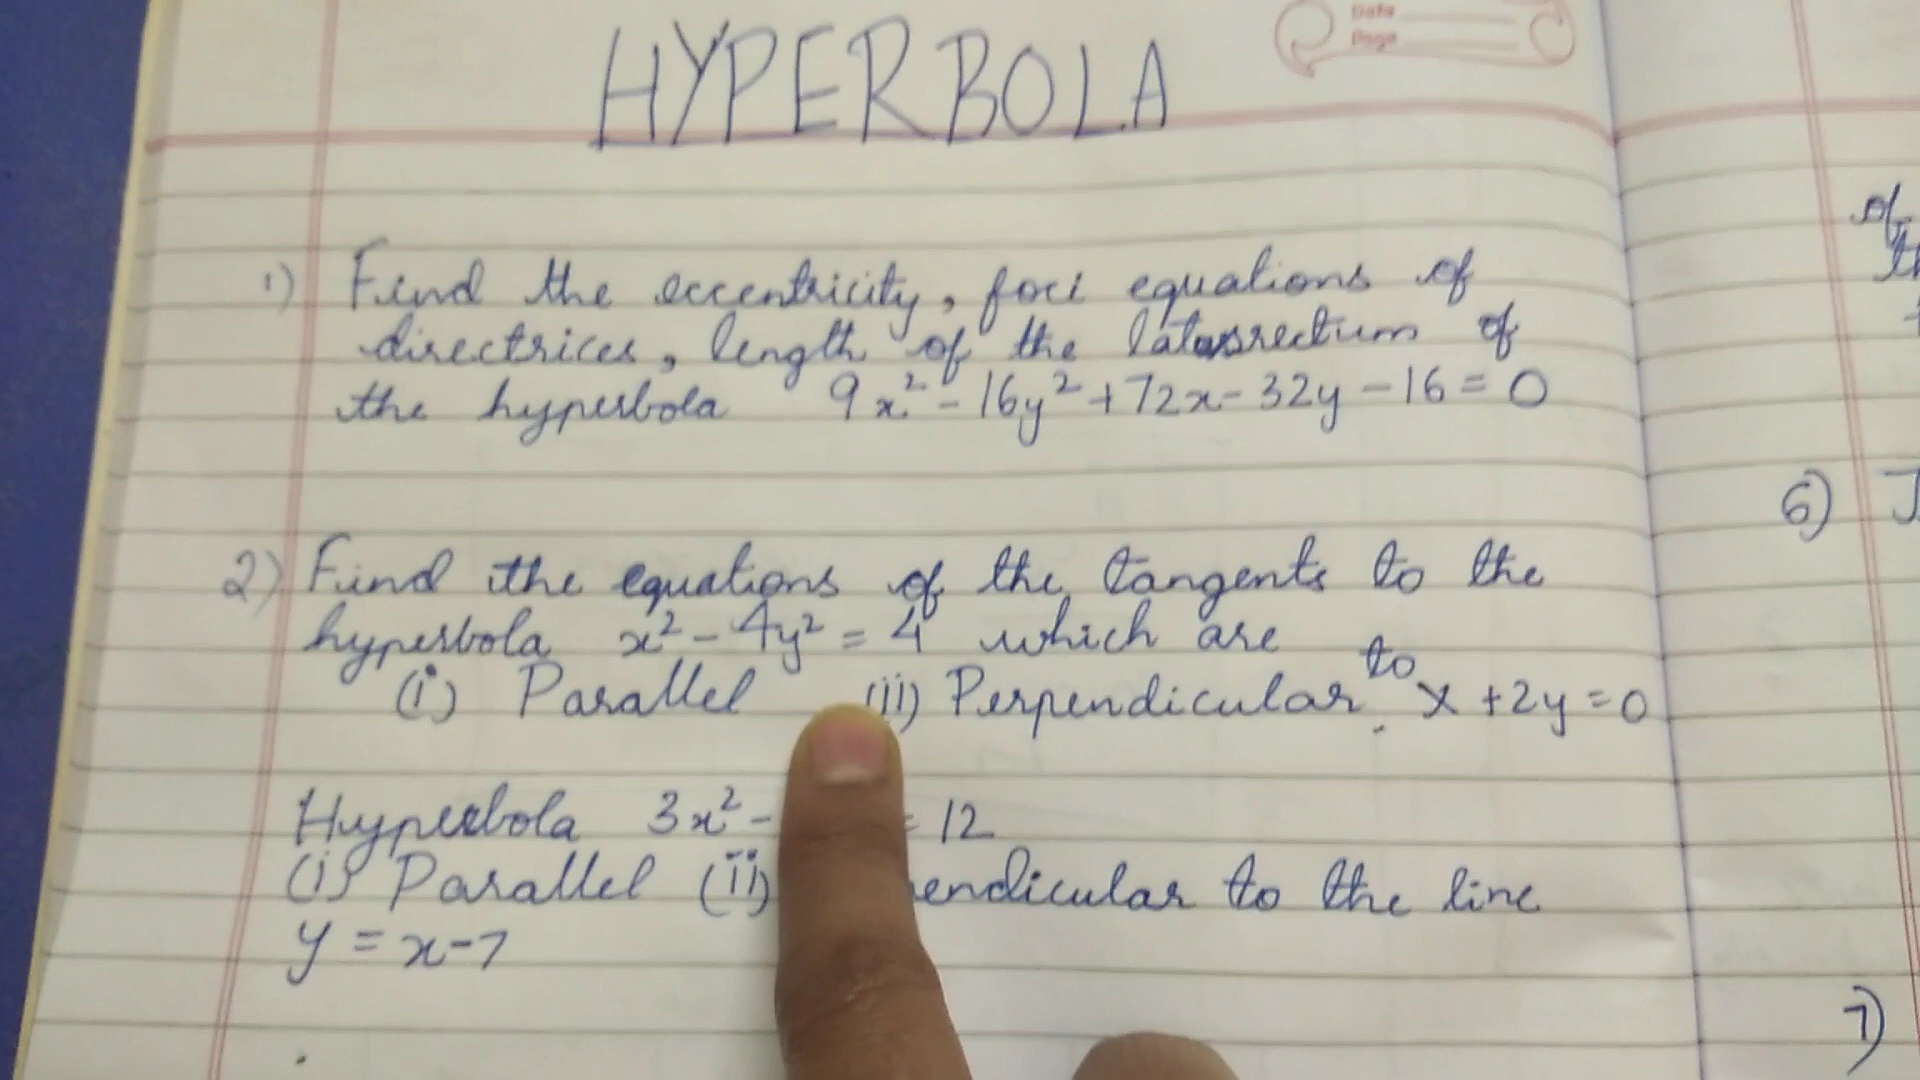 Date
Page
HYPERBOLA
1) Find the eccentricity, foci equations of
directrices, length of the latusrectum of
the hyperbola 9x² - 16y² + 72x - 32y - 16 = 0
2) Find the equations of the tangents to the
hyperbola x² - 4y² = 4 which are
(i) Parallel (ii) Perpendicular to x + 2y = 0
Hyperbola 3x² - = 12
(i) Parallel (ii) endicular to the line
y = x - 7
of
6)
7)